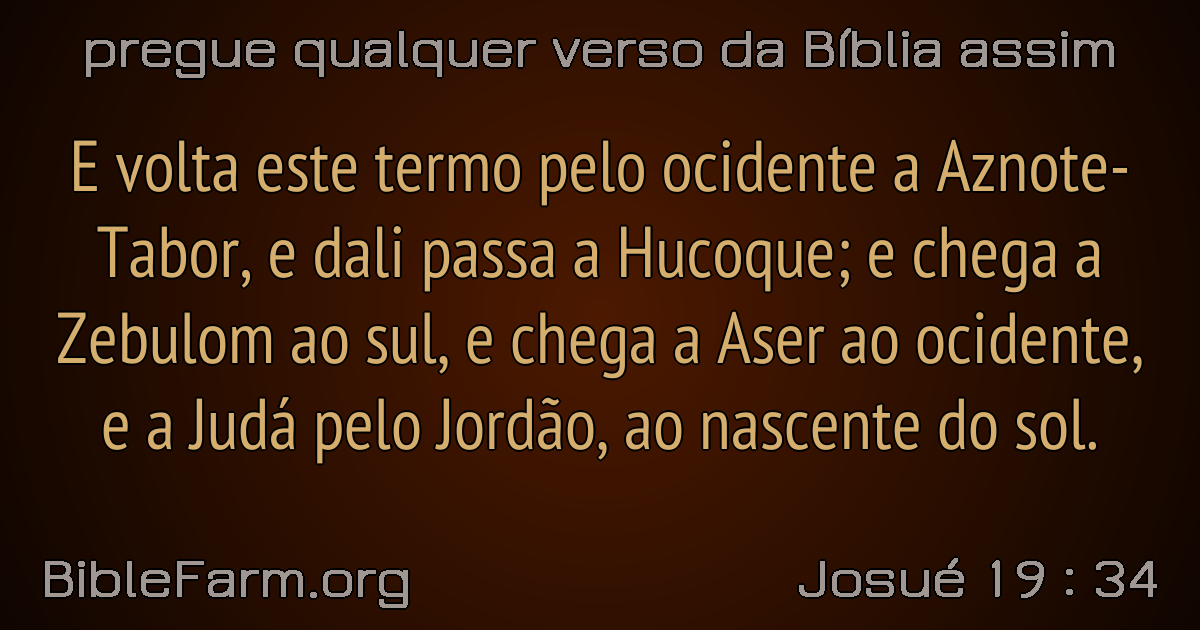 pregue qualquer verso da Bíblia assim
E volta este termo pelo ocidente a Aznote-
Tabor, e dali passa a Hucoque; e chega a
Zebulom ao sul, e chega a Aser ao ocidente,
e a Judá pelo Jordão, ao nascente do sol.
BibleFarm.org
Josué 19 : 34